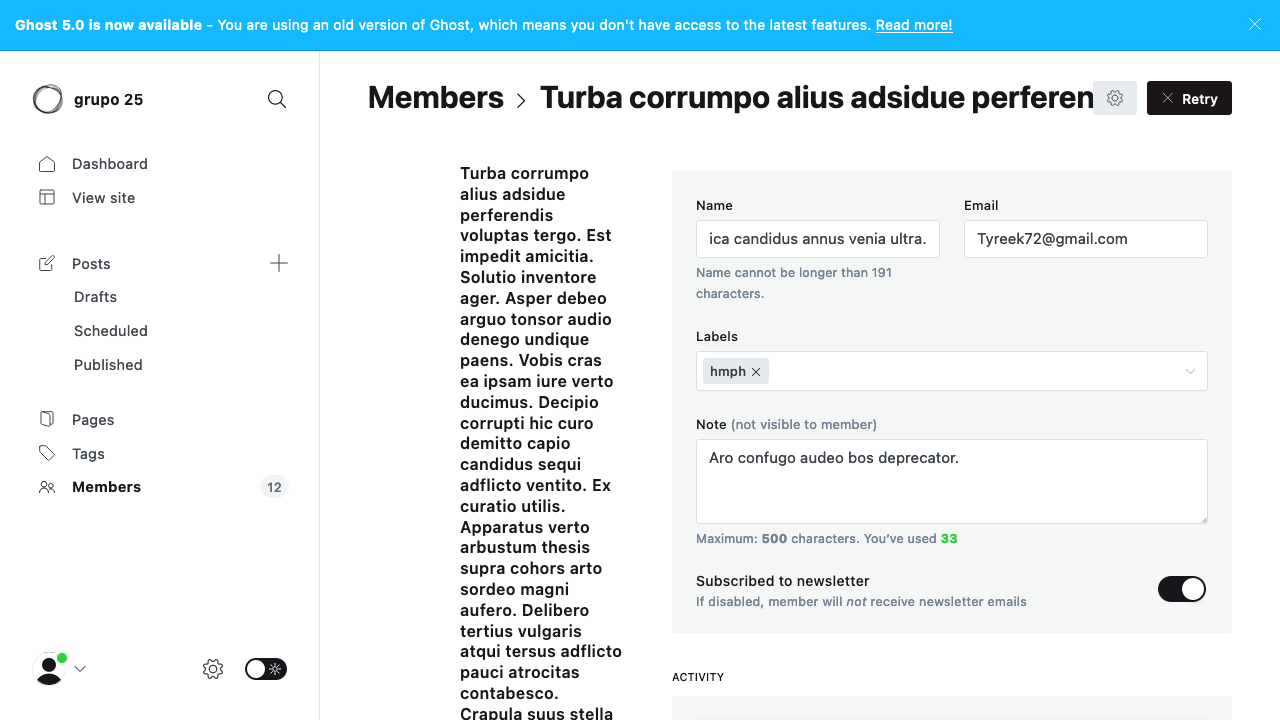 Ghost 5.0 is now available - You are using an old version of Ghost, which means you don't have access to the latest features. Read more!
grupo 25
Dashboard
View site
Posts
Drafts
Scheduled
Published
Pages
Tags
Members 12
Members > Turba corrumpo alius adsidue perferen
Retry
Turba corrumpo
alius adsidue
perferendis
voluptas tergo. Est
impedit amicitia.
Solutio inventore
ager. Asper debeo
arguo tonsor audio
denego undique
paens. Vobis cras
ea ipsam iure verto
ducimus. Decipio
corrupti hic curo
demitto capio
candidus sequi
adflicto ventito. Ex
curatio utilis.
Apparatus verto
arbustum thesis
supra cohors arto
sordeo magni
aufero. Delibero
tertius vulgaris
atqui tersus adflicto
pauci atrocitas
contabesco.
Crapula suus stella
Name
ica candidus annus venia ultra.
Name cannot be longer than 191
characters.
Email
Tyreek72@gmail.com
Labels
hmph
Note (not visible to member)
Aro confugo audeo bos deprecator.
Maximum: 500 characters. You've used 33
Subscribed to newsletter
If disabled, member will not receive newsletter emails
ACTIVITY